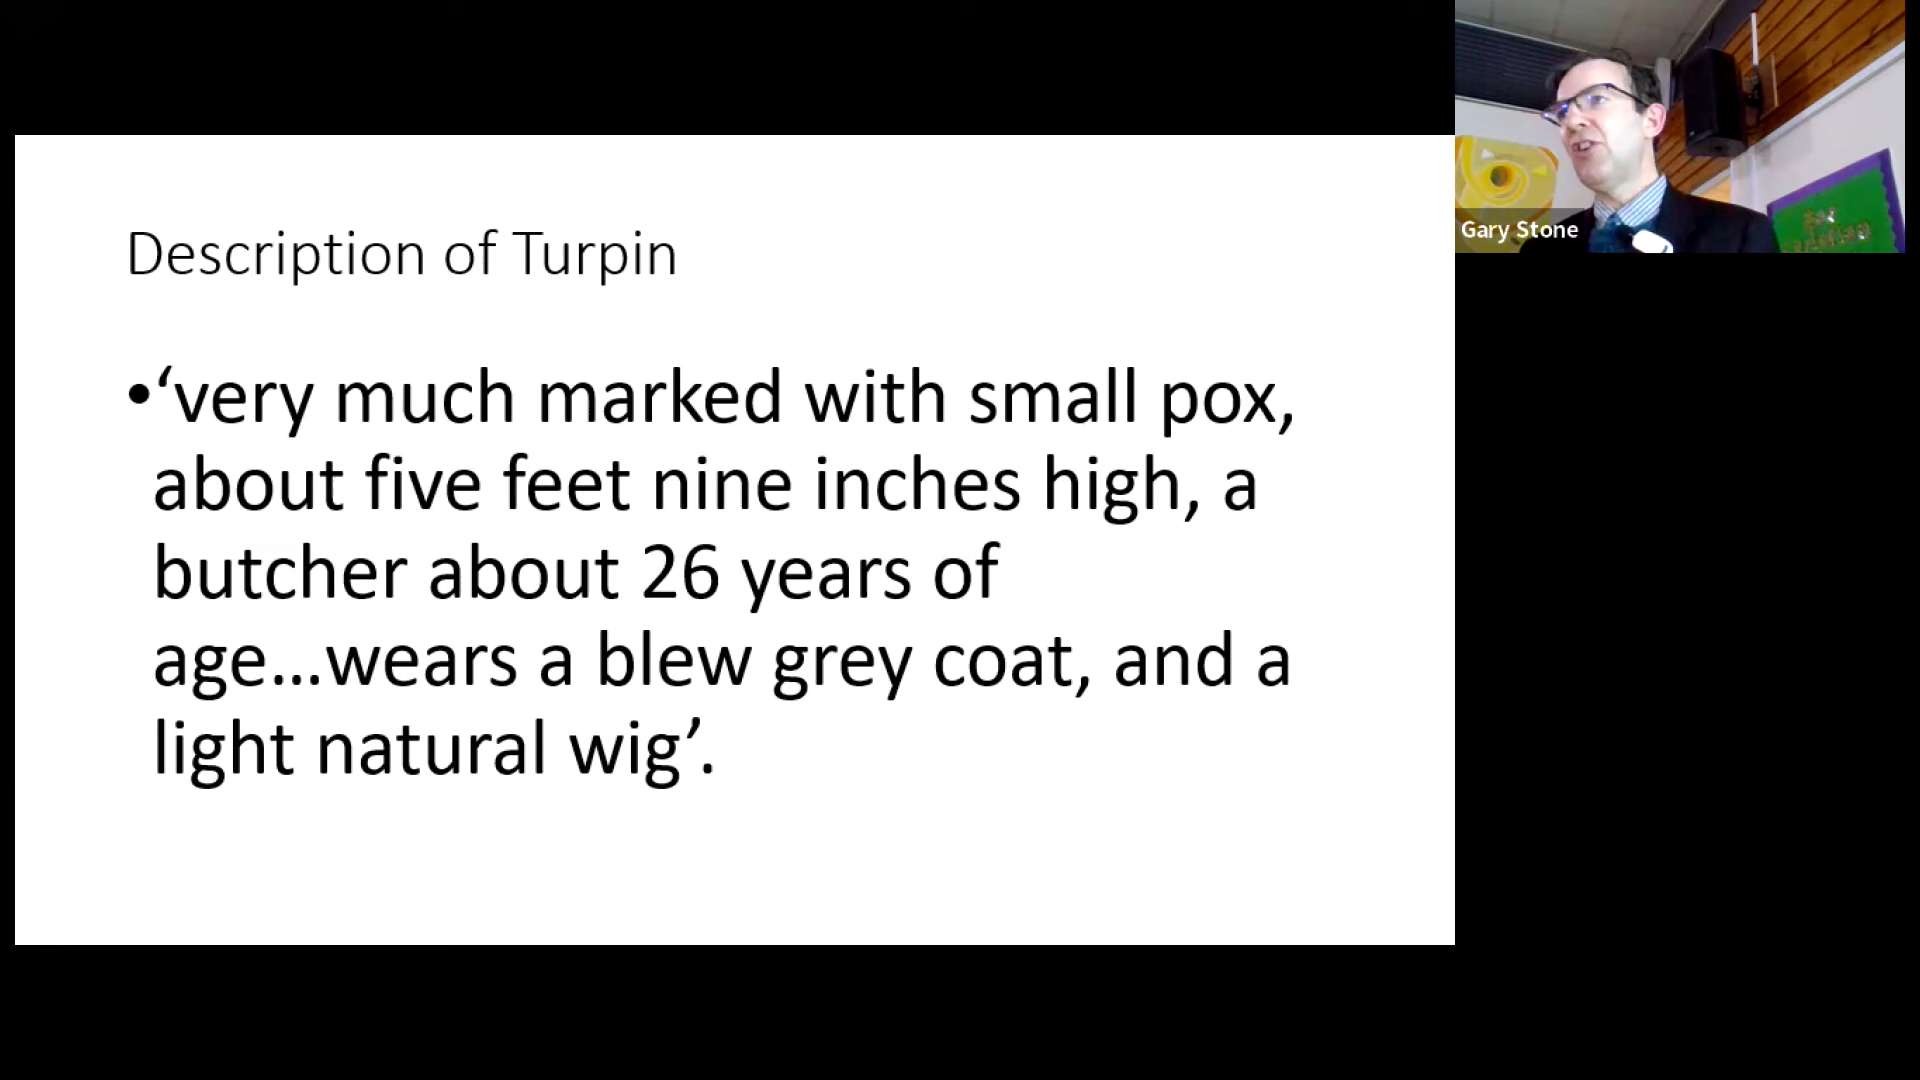 Description of Turpin
•‘very much marked with small pox,
about five feet nine inches high, a
butcher about 26 years of
age…wears a blew grey coat, and a
light natural wig’.
Gary Stone